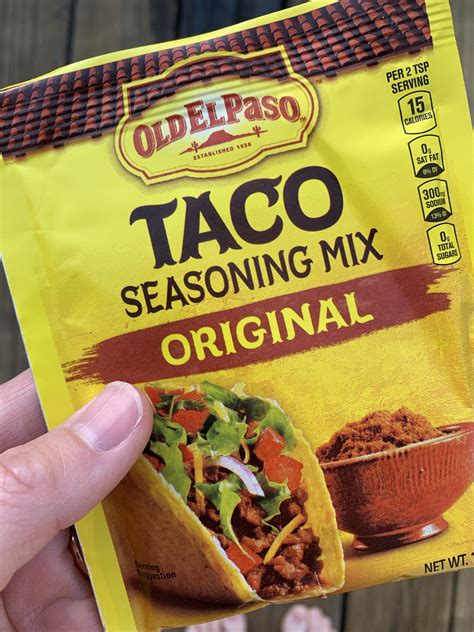 OLD EL PASO
™
ESTABLISHED 1938
PER 2 TSP
SERVING
15
CALORIES
0g
SAT FAT
0% DV
300mg
SODIUM
13% DV
0g
TOTAL
SUGARS
TACO
SEASONING MIX
ORIGINAL
Serving
Suggestion
NET WT.